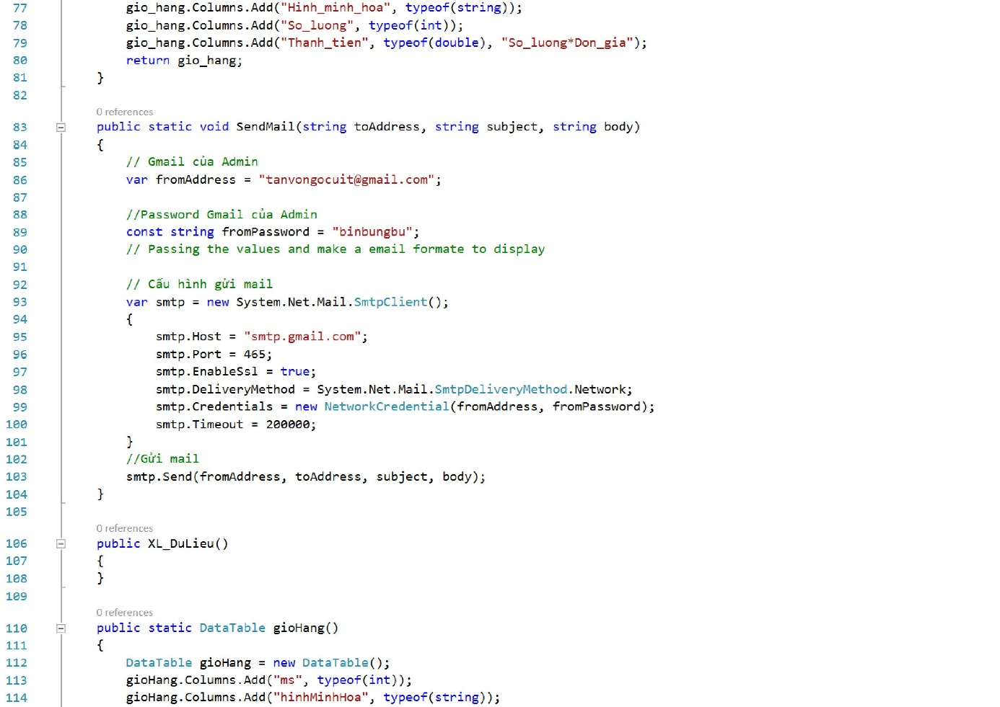 77 gio_hang.Columns.Add("Hinh_minh_hoa", typeof(string));
78 gio_hang.Columns.Add("So_luong", typeof(int));
79 gio_hang.Columns.Add("Thanh_tien", typeof(double), "So_luong*Don_gia");
80 return gio_hang;
81 }
82
0 references
83 public static void SendMail(string toAddress, string subject, string body)
84 {
85 // Gmail của Admin
86 var fromAddress = "tanvongocuit@gmail.com";
87
88 //Password Gmail của Admin
89 const string fromPassword = "binbungbu";
90 // Passing the values and make a email formate to display
91
92 // Cấu hình gửi mail
93 var smtp = new System.Net.Mail.SmtpClient();
94 {
95 smtp.Host = "smtp.gmail.com";
96 smtp.Port = 465;
97 smtp.EnableSsl = true;
98 smtp.DeliveryMethod = System.Net.Mail.SmtpDeliveryMethod.Network;
99 smtp.Credentials = new NetworkCredential(fromAddress, fromPassword);
100 smtp.Timeout = 200000;
101 }
102 //Gửi mail
103 smtp.Send(fromAddress, toAddress, subject, body);
104 }
105
0 references
106 public XL_DuLieu()
107 {
108 }
109
0 references
110 public static DataTable gioHang()
111 {
112 DataTable gioHang = new DataTable();
113 gioHang.Columns.Add("ms", typeof(int));
114 gioHang.Columns.Add("hinhMinhHoa", typeof(string));